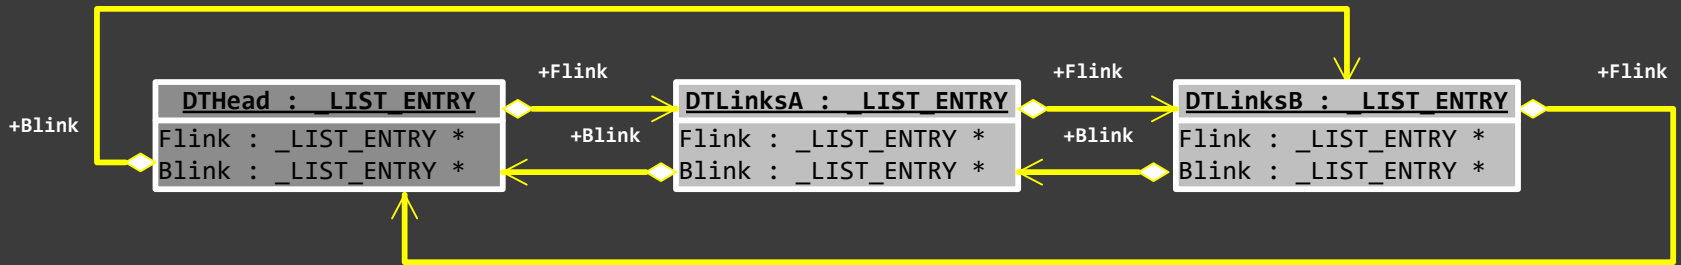 +Flink
+Flink
+Flink
DTHead : _LIST_ENTRY
DTLinksA : _LIST_ENTRY
DTLinksB : _LIST_ENTRY
+Blink
Flink : _LIST_ENTRY *
+Blink
Flink : _LIST_ENTRY *
+Blink
Flink : _LIST_ENTRY *
Blink : _LIST_ENTRY *
Blink : _LIST_ENTRY *
Blink : _LIST_ENTRY *